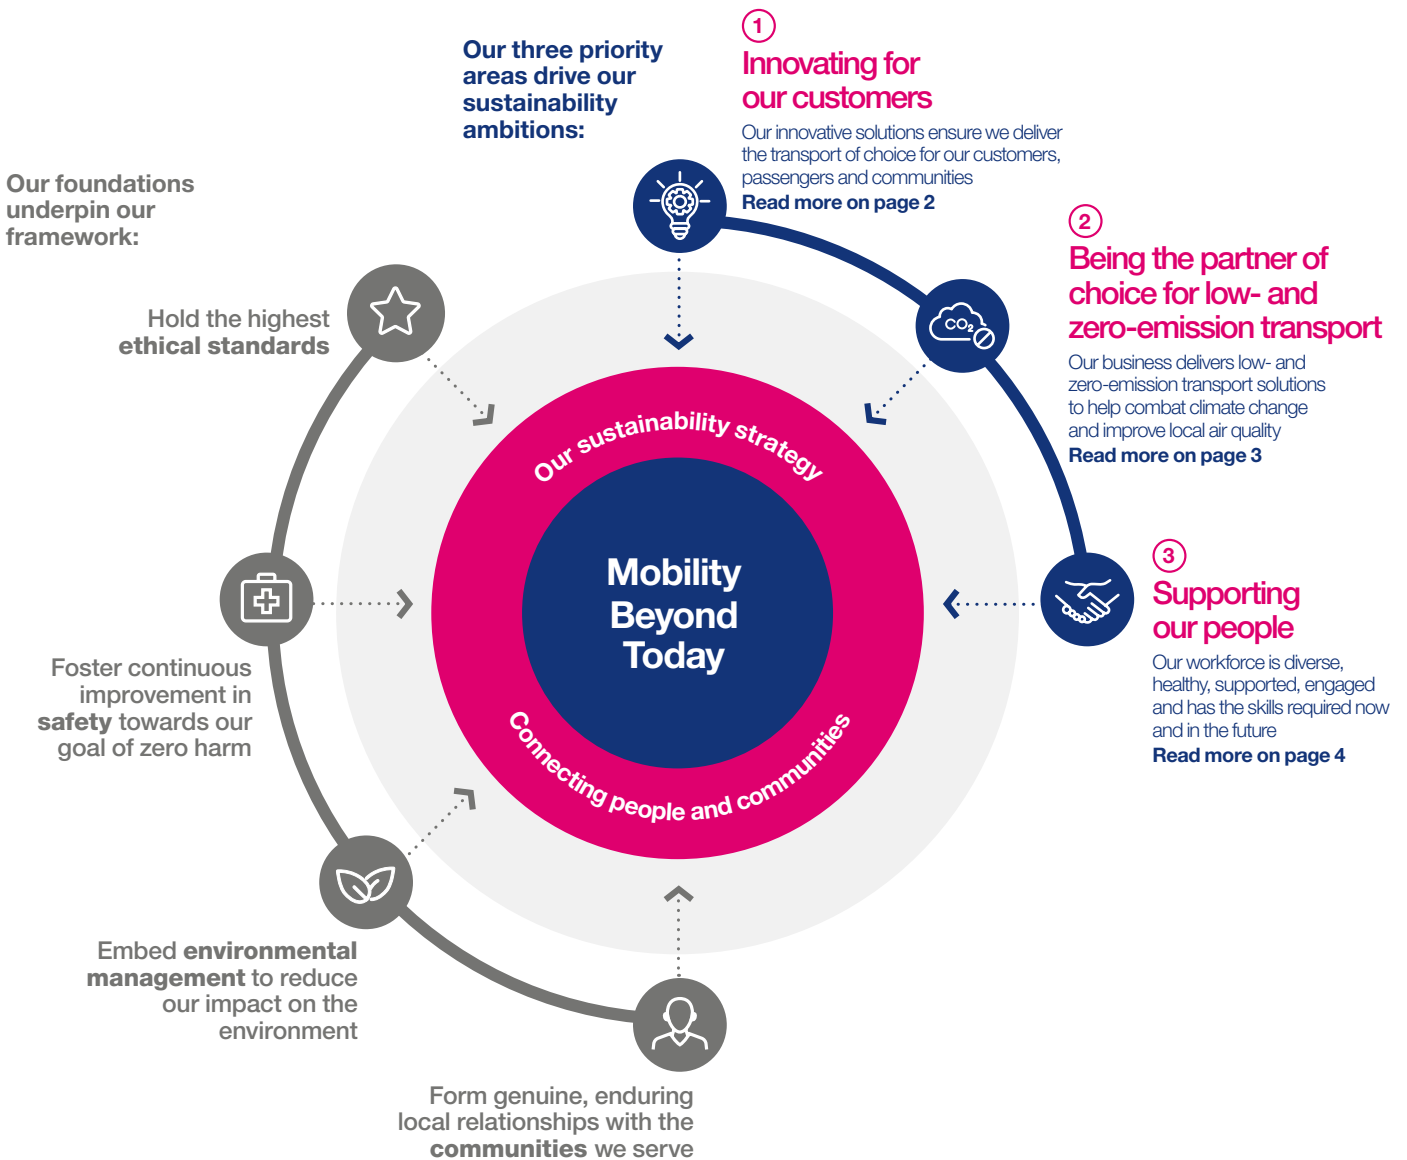 Our three priority
areas drive our
sustainability
ambitions:
1
Innovating for
our customers
Our innovative solutions ensure we deliver
the transport of choice for our customers,
passengers and communities
Read more on page 2
2
Being the partner of
choice for low- and
zero-emission transport
Our business delivers low- and
zero-emission transport solutions
to help combat climate change
and improve local air quality
Read more on page 3
3
Supporting
our people
Our workforce is diverse,
healthy, supported, engaged
and has the skills required now
and in the future
Read more on page 4
CO₂
Our foundations
underpin our
framework:
Hold the highest
ethical standards
Foster continuous
improvement in
safety towards our
goal of zero harm
Embed environmental
management to reduce
our impact on the
environment
Form genuine, enduring
local relationships with the
communities we serve
Our sustainability strategy
Mobility
Beyond
Today
Connecting people and communities